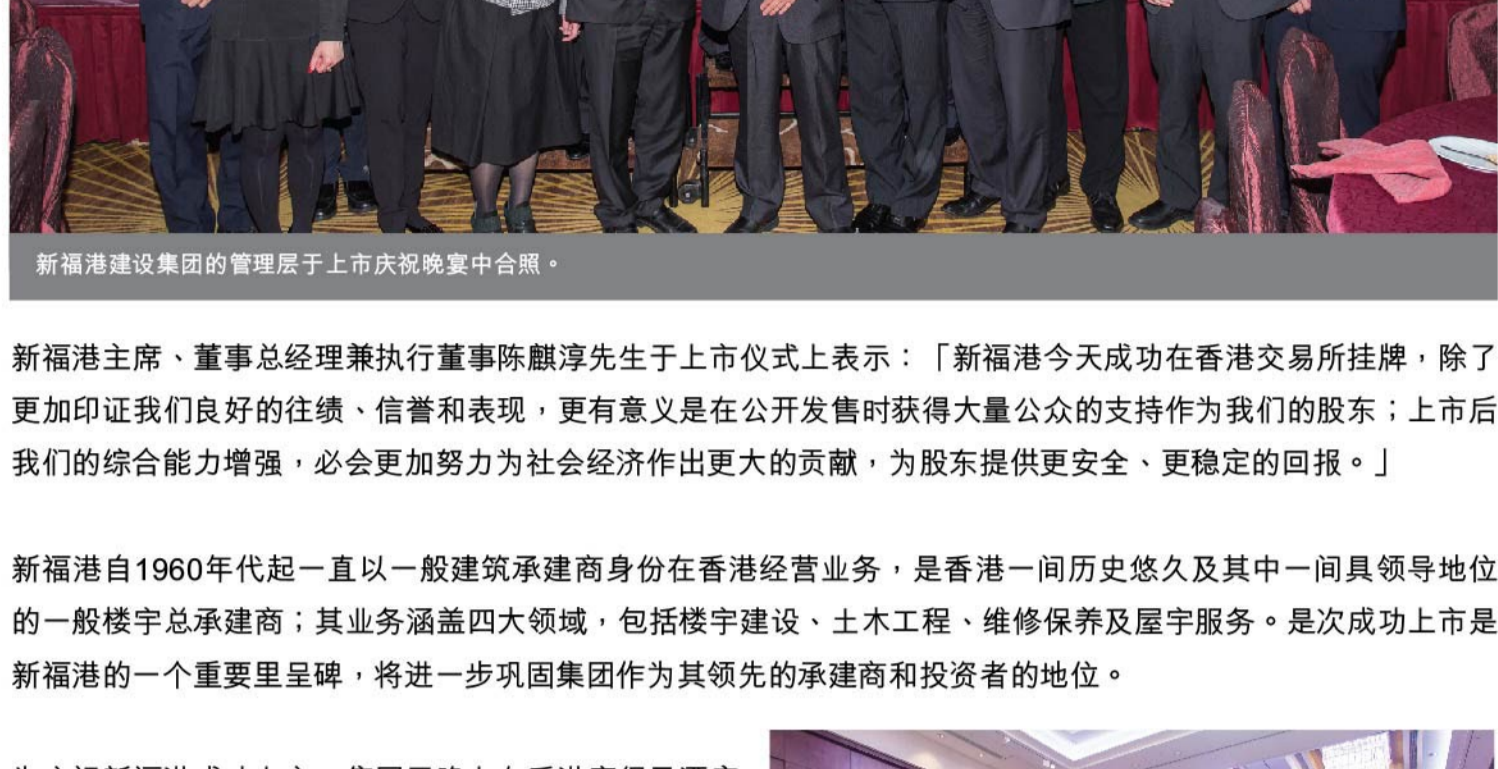 新福港建设集团的管理层于上市庆祝晚宴中合照。
新福港主席、董事总经理兼执行董事陈麒淳先生于上市仪式上表示：「新福港今天成功在香港交易所挂牌，除了
更加印证我们良好的往绩、信誉和表现，更有意义是在公开发售时获得大量公众的支持作为我们的股东；上市后
我们的综合能力增强，必会更加努力为社会经济作出更大的贡献，为股东提供更安全、更稳定的回报。」
新福港自1960年代起一直以一般建筑承建商身份在香港经营业务，是香港一间历史悠久及其中一间具领导地位
的一般楼宇总承建商；其业务涵盖四大领域，包括楼宇建设、土木工程、维修保养及屋宇服务。是次成功上市是
新福港的一个重要里呈碑，将进一步巩固集团作为其领先的承建商和投资者的地位。